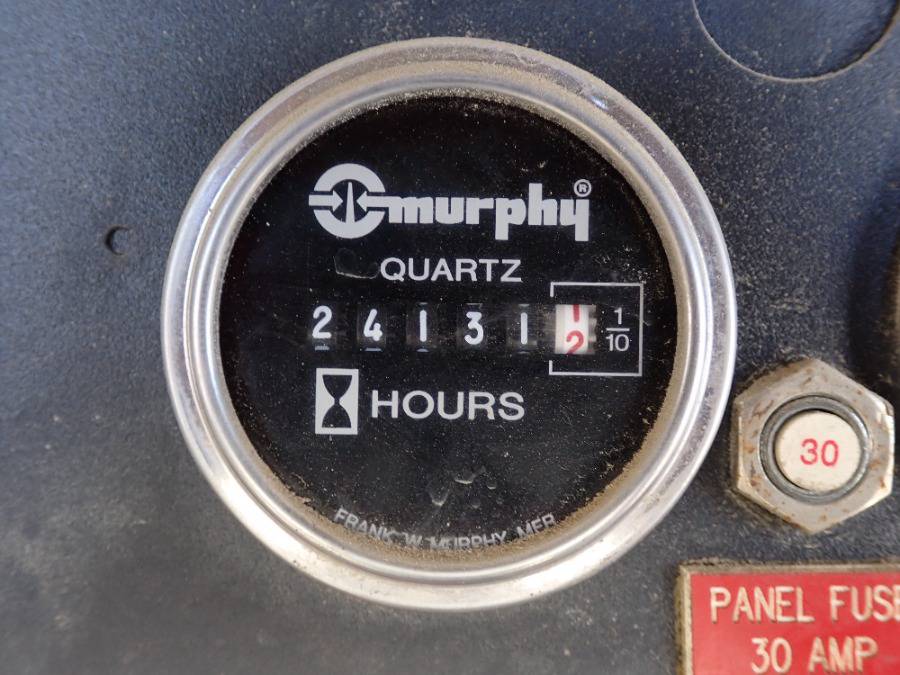 murphy®
QUARTZ
2 4 1 3 1 1 2 1/10
HOURS
FRANK W MURPHY MFR
30
PANEL FUSE
30 AMP